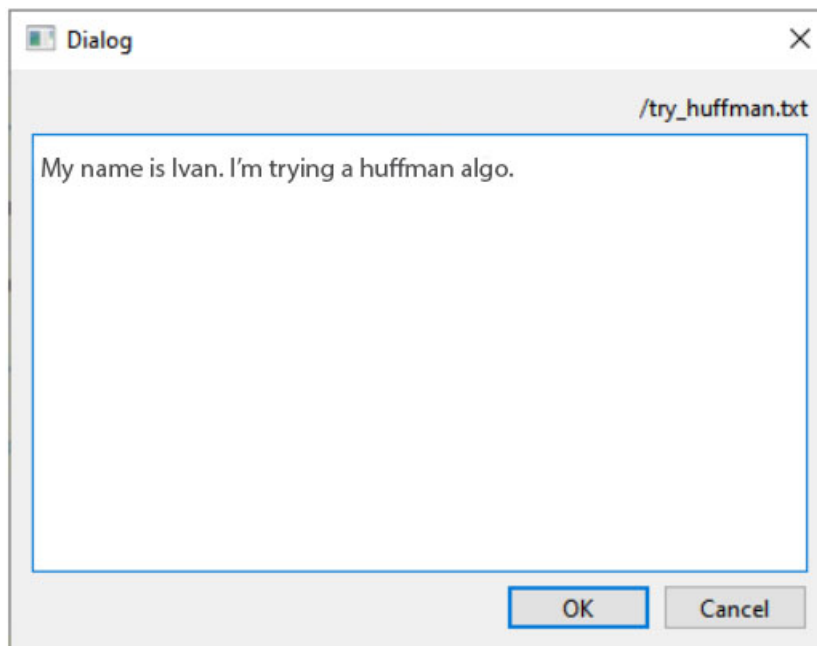 Dialog
/try_huffman.txt
My name is Ivan. I’m trying a huffman algo.
OK
Cancel